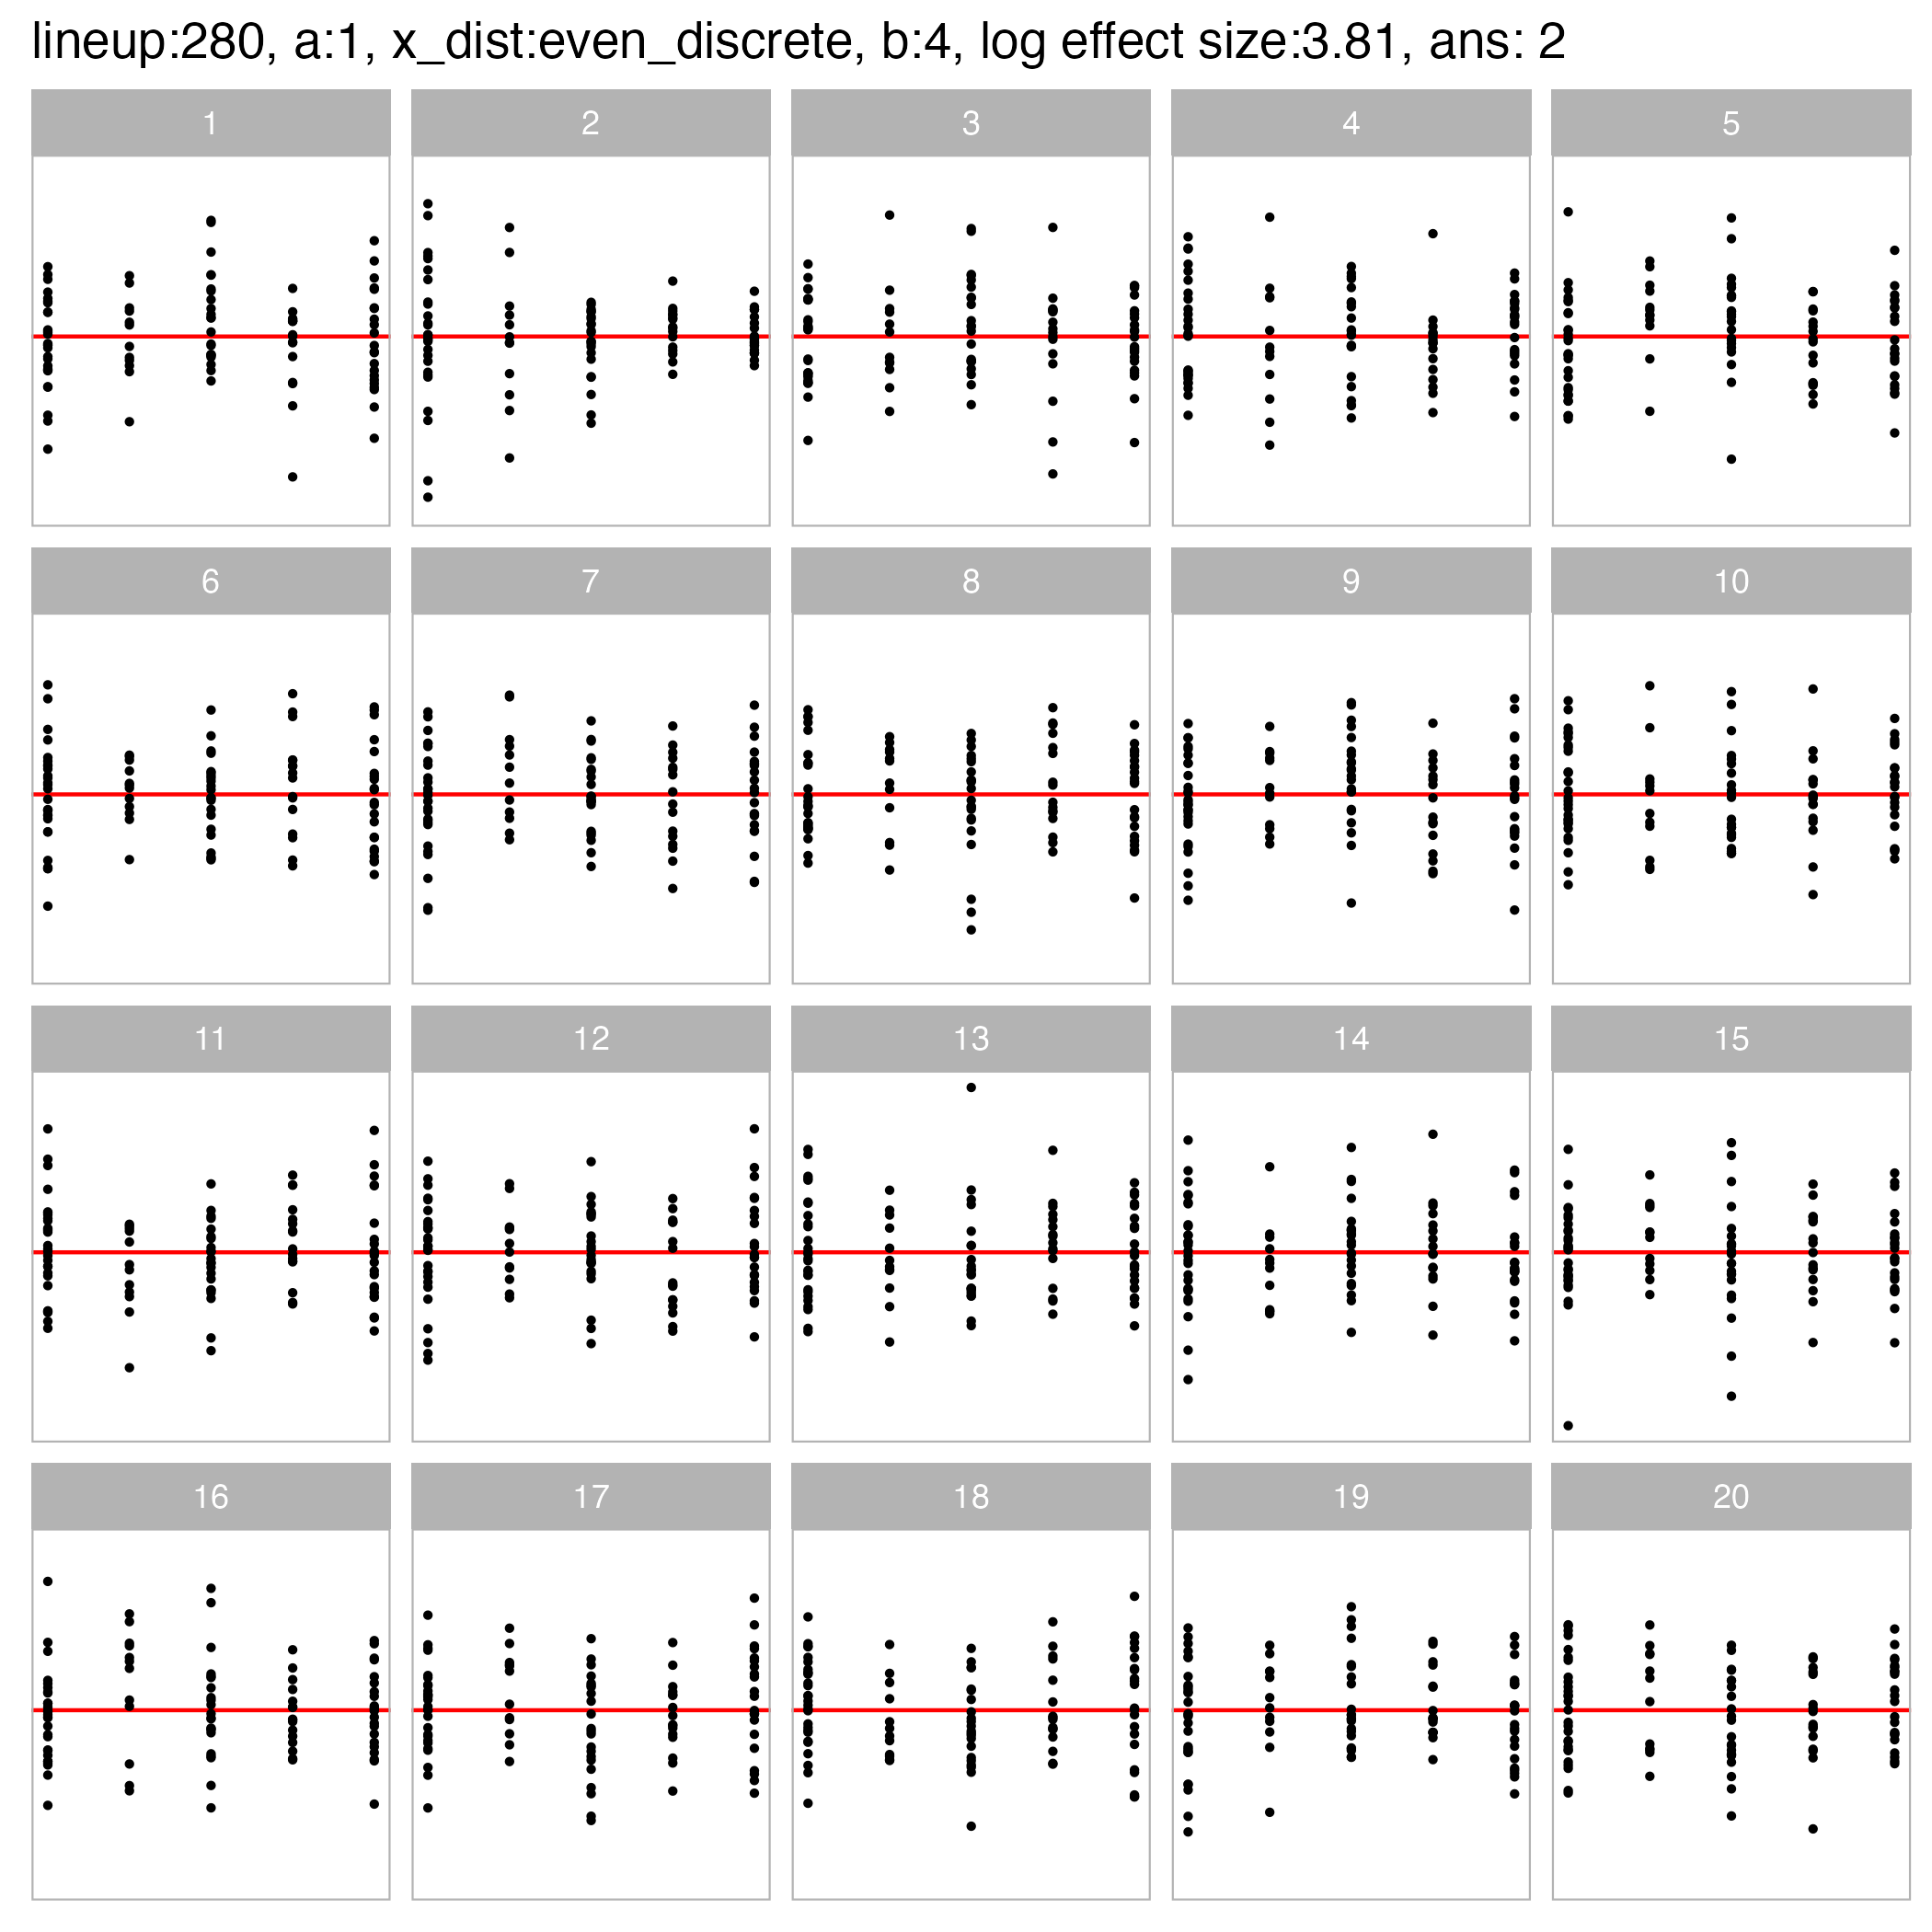 lineup:280, a:1, x_dist:even_discrete, b:4, log effect size:3.81, ans: 2
1 2 3 4 5
6 7 8 9 10
11 12 13 14 15
16 17 18 19 20